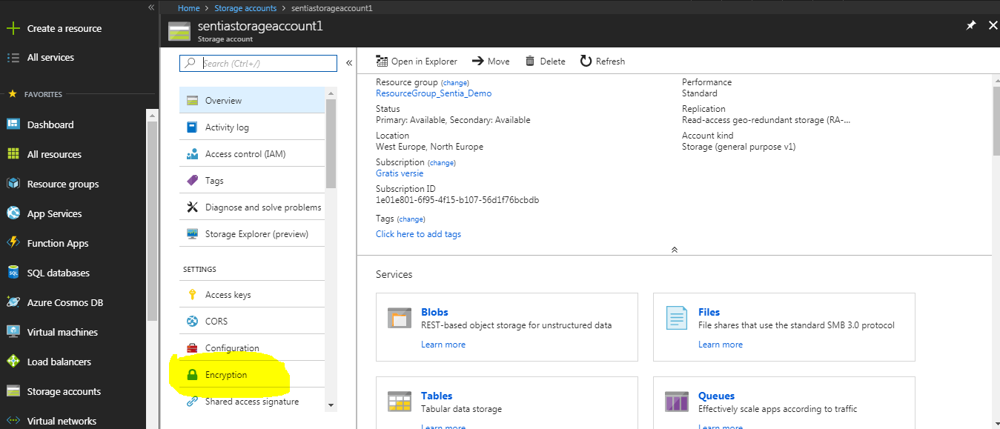 Home > Storage accounts > sentiastorageaccount1
sentiastorageaccount1
Storage account
Create a resource
All services
FAVORITES
Dashboard
All resources
Resource groups
App Services
Function Apps
SQL databases
Azure Cosmos DB
Virtual machines
Load balancers
Storage accounts
Virtual networks
Search (Ctrl+/)
Overview
Activity log
Access control (IAM)
Tags
Diagnose and solve problems
Storage Explorer (preview)
SETTINGS
Access keys
CORS
Configuration
Encryption
Shared access signature
Open in Explorer Move Delete Refresh
Resource group (change)
ResourceGroup_Sentia_Demo
Status
Primary: Available, Secondary: Available
Location
West Europe, North Europe
Subscription (change)
Gratis versie
Subscription ID
1e01e801-6f95-4f15-b107-56d1f76bcbdb
Tags (change)
Click here to add tags
Performance
Standard
Replication
Read-access geo-redundant storage (RA-...
Account kind
Storage (general purpose v1)
Services
Blobs
REST-based object storage for unstructured data
Learn more
Files
File shares that use the standard SMB 3.0 protocol
Learn more
Tables
Tabular data storage
Learn more
Queues
Effectively scale apps according to traffic
Learn more